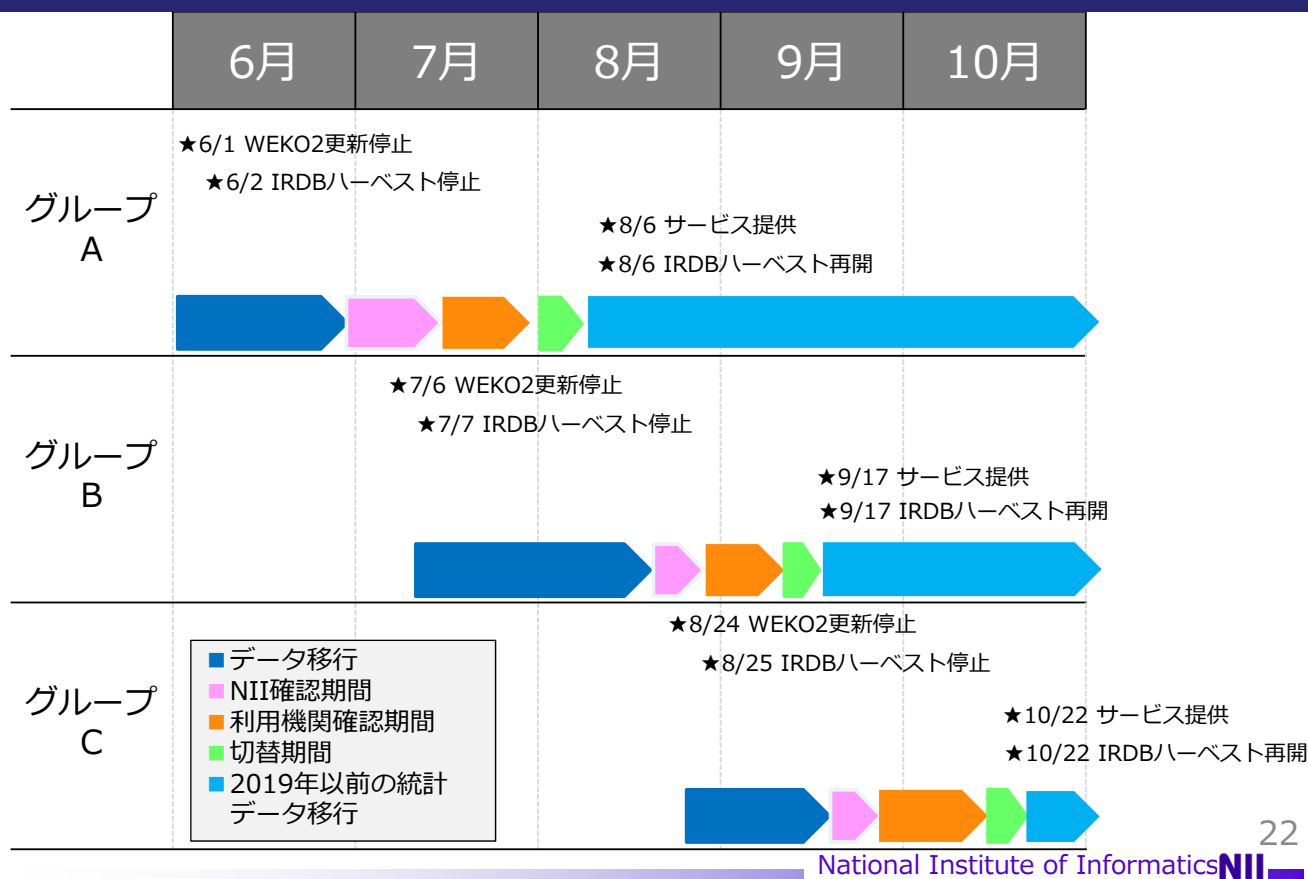 6月
7月
8月
9月
10月
グループ
A
★6/1 WEKO2更新停止
★6/2 IRDBハーベスト停止
★8/6 サービス提供
★8/6 IRDBハーベスト再開
グループ
B
★7/6 WEKO2更新停止
★7/7 IRDBハーベスト停止
★9/17 サービス提供
★9/17 IRDBハーベスト再開
グループ
C
★8/24 WEKO2更新停止
★8/25 IRDBハーベスト停止
★10/22 サービス提供
★10/22 IRDBハーベスト再開
■データ移行
■NII確認期間
■利用機関確認期間
■切替期間
■2019年以前の統計
データ移行
22
National Institute of Informatics NII